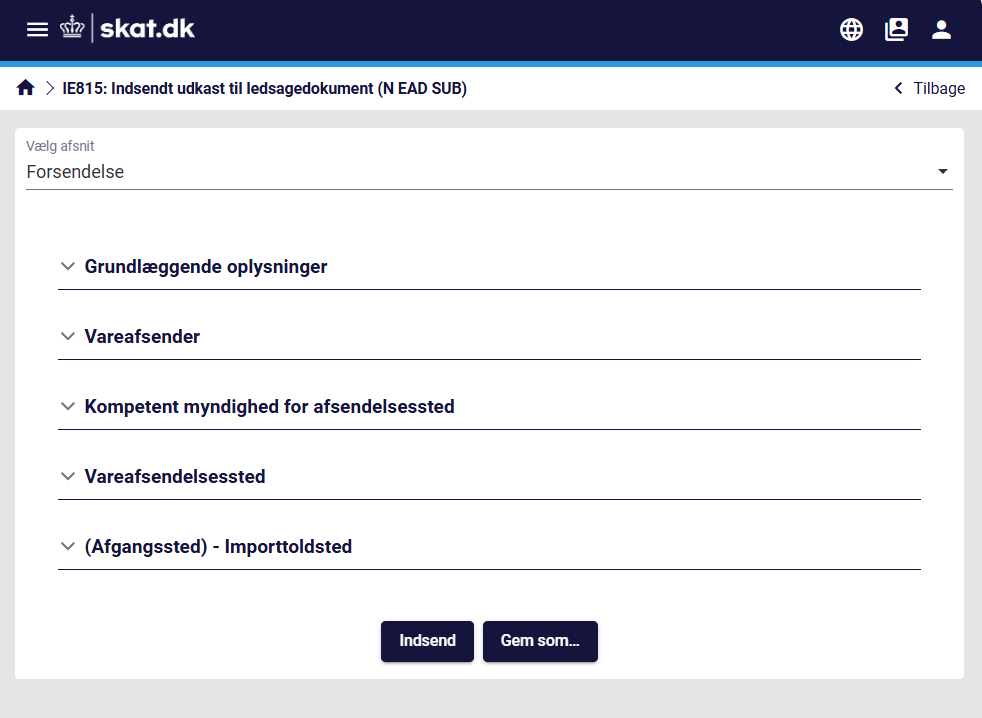 skat.dk
IE815: Indsendt udkast til ledsagedokument (N EAD SUB)
Tilbage
Vælg afsnit
Forsendelse
Grundlæggende oplysninger
Vareafsender
Kompetent myndighed for afsendelsessted
Vareafsendelsessted
(Afgangssted) - Importtoldsted
Indsend
Gem som...